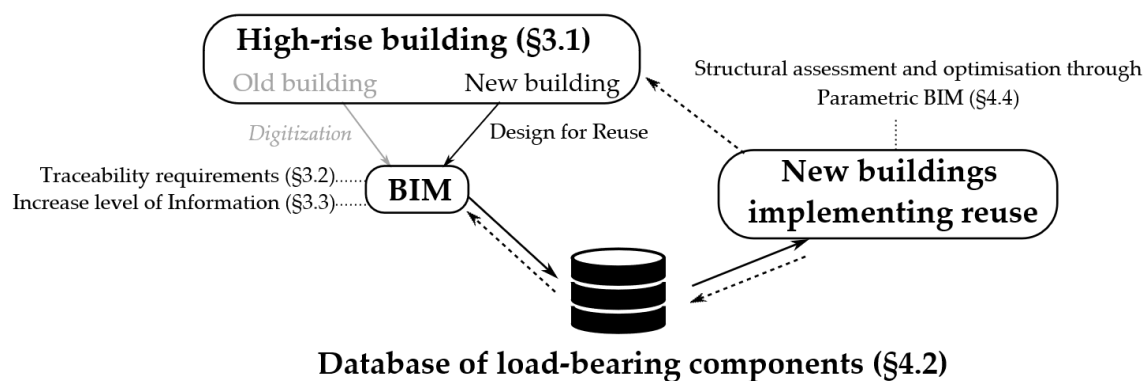 High-rise building (§3.1)
Old building
New building
Structural assessment and optimisation through
Parametric BIM (§4.4)
Digitization
Design for Reuse
Traceability requirements (§3.2)
Increase level of Information (§3.3)
BIM
New buildings
implementing reuse
Database of load-bearing components (§4.2)